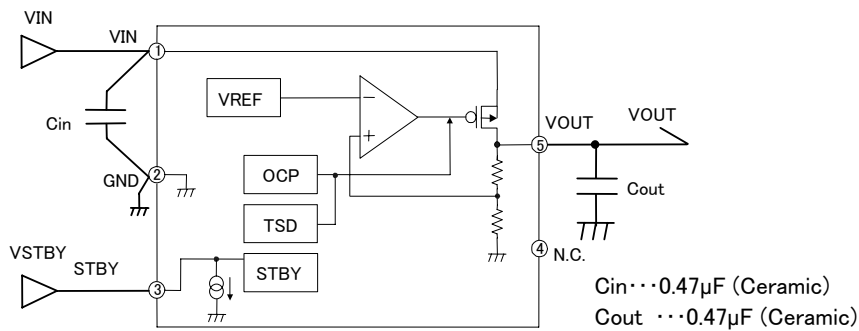 VIN
VIN
1
VREF
−
+
VOUT
VOUT
5
Cin
2
GND
OCP
Cout
TSD
VSTBY
STBY
3
STBY
4 N.C.
Cin・・・0.47µF (Ceramic)
Cout ・・・0.47µF (Ceramic)